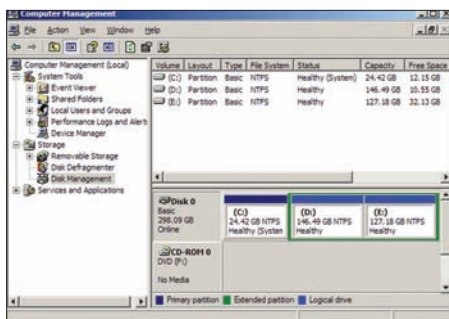 Computer Management
File Action View Window Help
Computer Management (Local)
System Tools
Event Viewer
Shared Folders
Local Users and Groups
Performance Logs and Alert
Device Manager
Storage
Removable Storage
Disk Defragmenter
Disk Management
Services and Applications
Volume Layout Type File System Status Capacity Free Space
(C:) Partition Basic NTFS Healthy (System) 24.42 GB 12.15 GB
(D:) Partition Basic NTFS Healthy 146.49 GB 10.55 GB
(E:) Partition Basic NTFS Healthy 127.18 GB 32.13 GB
Disk 0
Basic
298.09 GB
Online
(C:)
24.42 GB NTFS
Healthy (System
(D:)
146.49 GB NTFS
Healthy
(E:)
127.18 GB NTFS
Healthy
CD-ROM 0
DVD (F:)
No Media
Primary partition Extended partition Logical drive